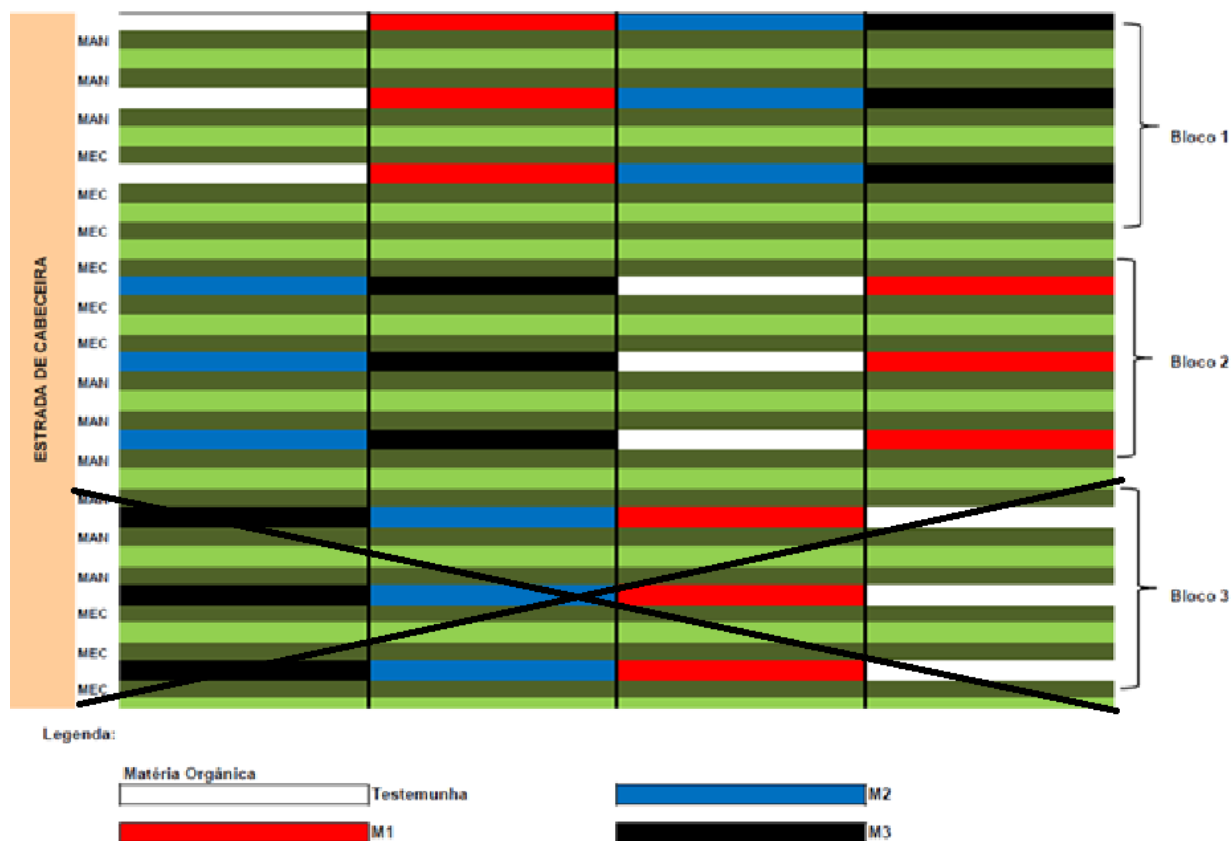 ESTRADA DE CABECEIRA
MAN
MAN
MAN
MEC
MEC
MEC
Bloco 1
MEC
MEC
MEC
MAN
MAN
MAN
Bloco 2
MAN
MAN
MAN
MEC
MEC
MEC
Bloco 3
Legenda:
Matéria Orgânica
Testemunha
M2
M1
M3